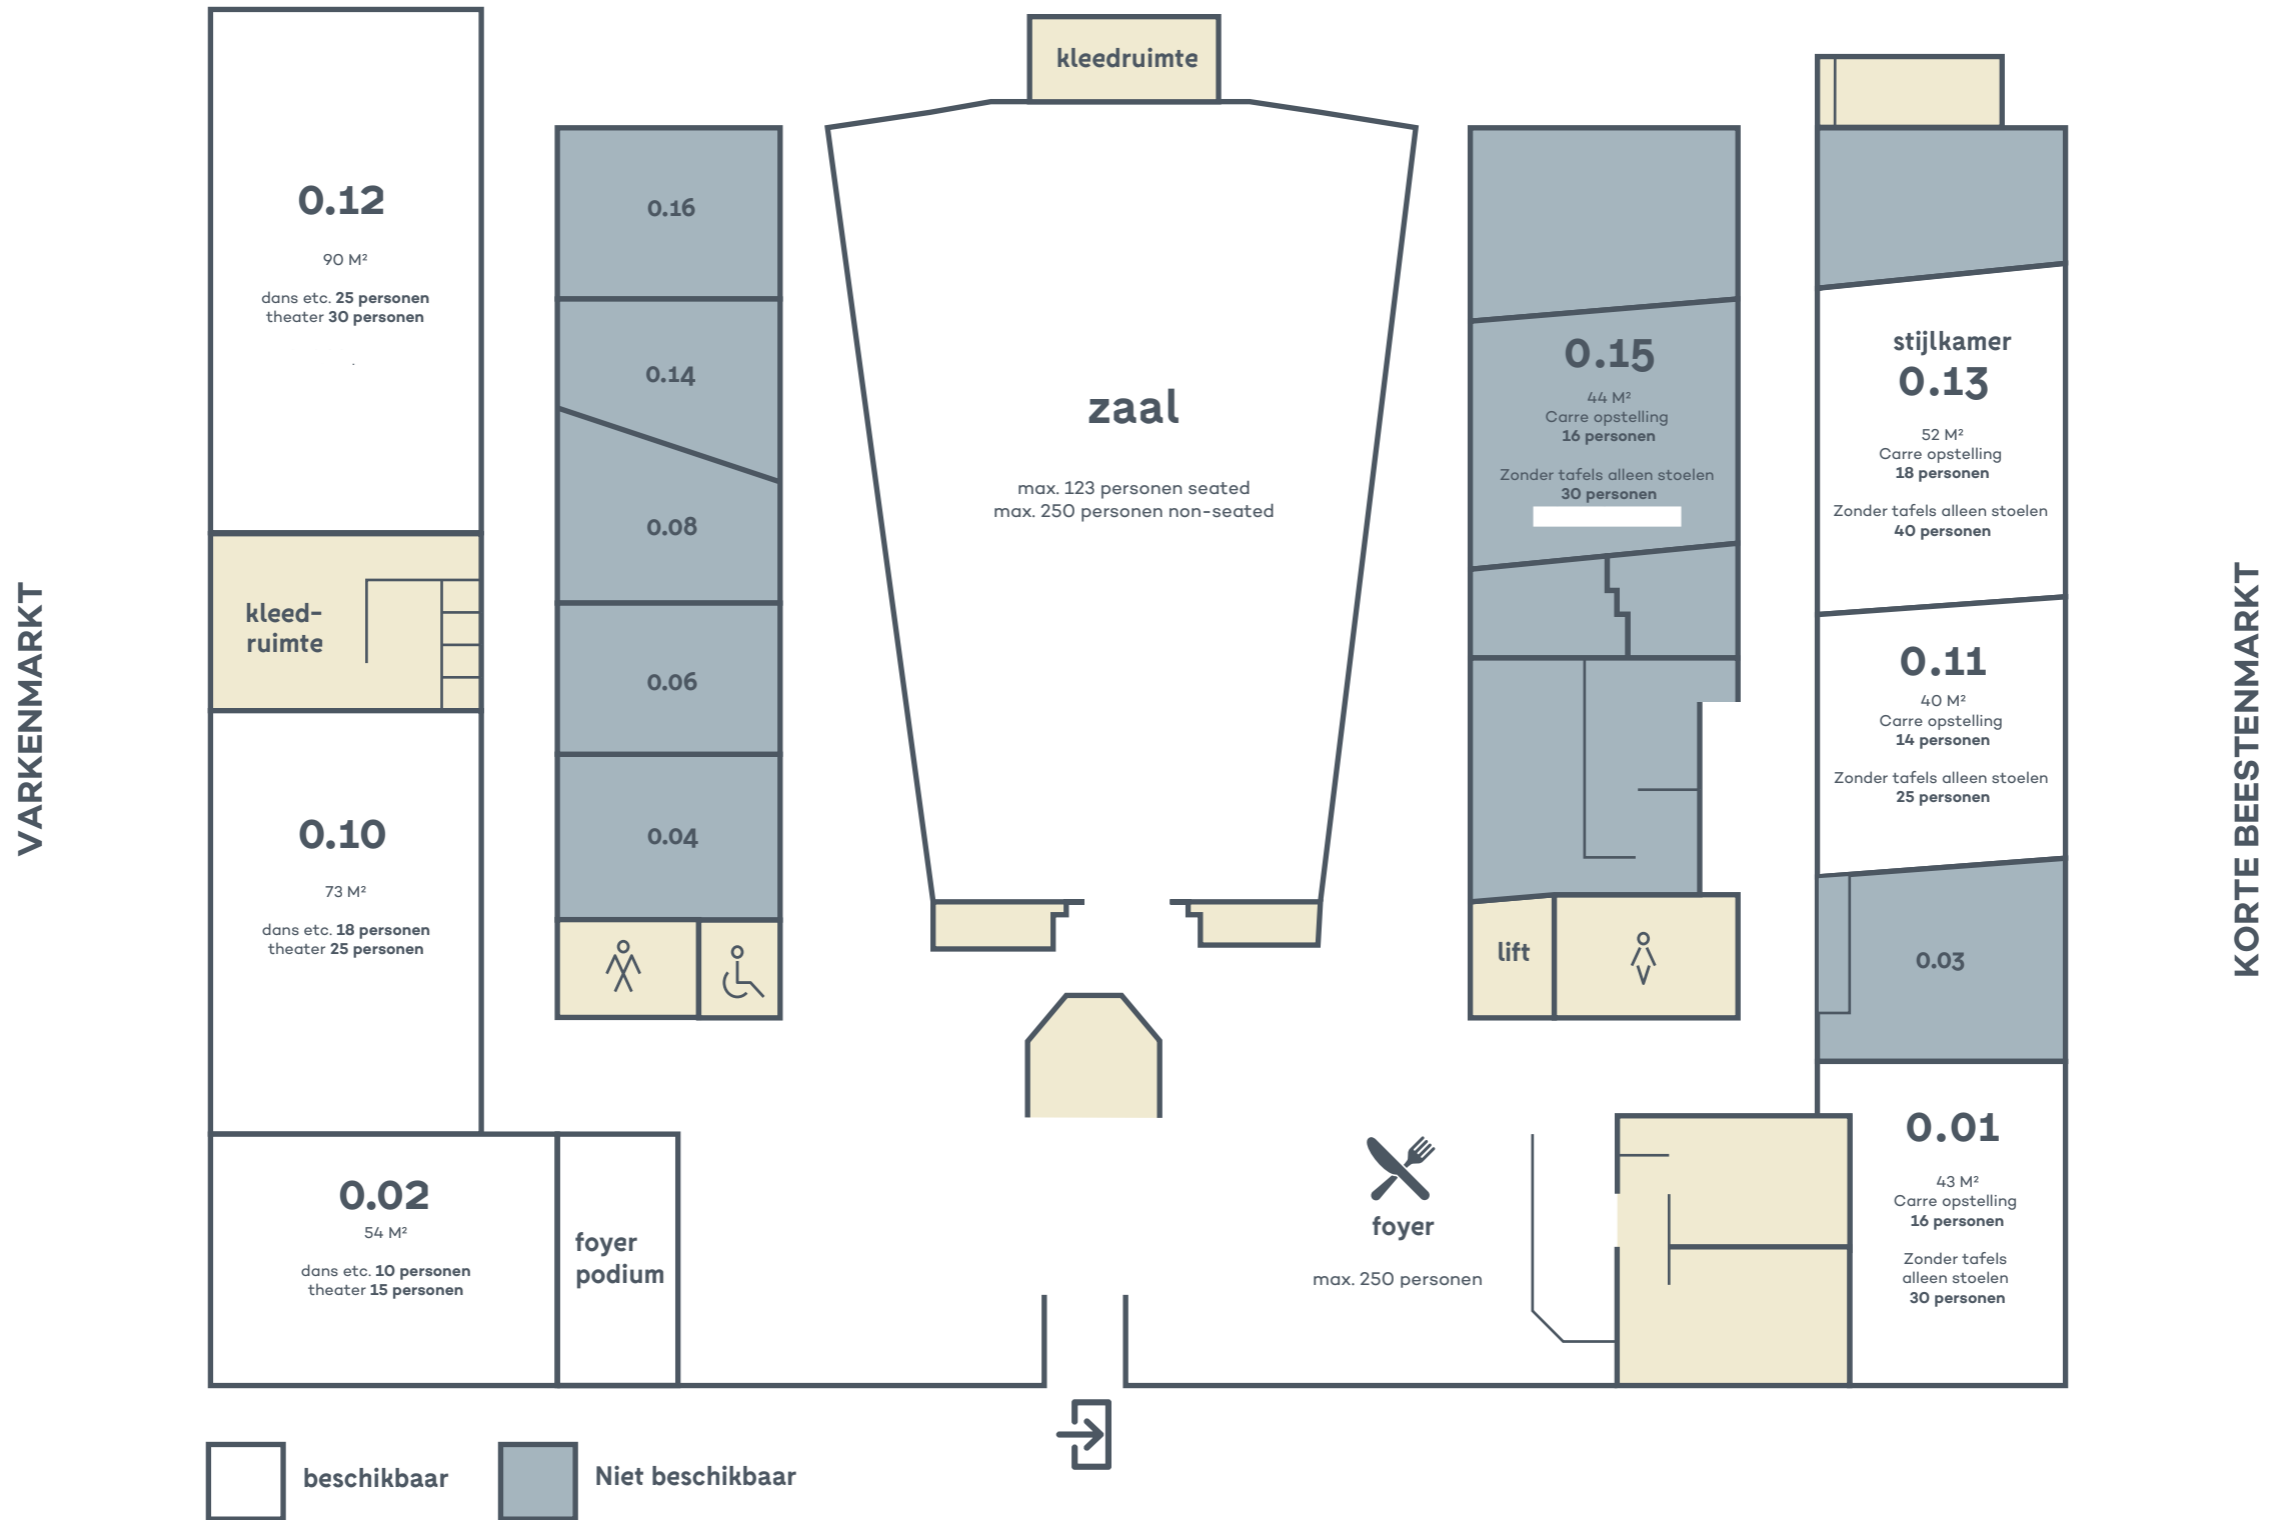 kleedruimte
0.12
90 M²
dans etc. 25 personen
theater 30 personen
kleed-
ruimte
0.10
73 M²
dans etc. 18 personen
theater 25 personen
0.02
54 M²
dans etc. 10 personen
theater 15 personen
foyer
podium
VARKENMARKT
0.16
0.14
0.08
0.06
0.04
zaal
max. 123 personen seated
max. 250 personen non-seated
0.15
44 M²
Carre opstelling
16 personen
Zonder tafels alleen stoelen
30 personen
lift
foyer
max. 250 personen
stijlkamer
0.13
52 M²
Carre opstelling
18 personen
Zonder tafels alleen stoelen
40 personen
0.11
40 M²
Carre opstelling
14 personen
Zonder tafels alleen stoelen
25 personen
0.03
0.01
43 M²
Carre opstelling
16 personen
Zonder tafels
alleen stoelen
30 personen
KORTE BEESTENMARKT
beschikbaar
Niet beschikbaar